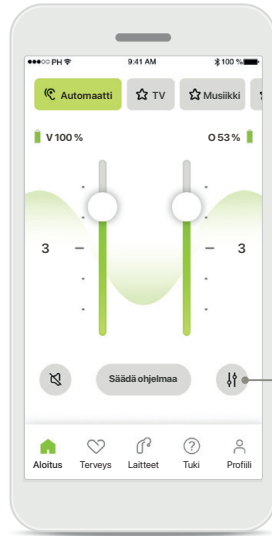 PH 9:41 AM 100 %
Automaatti TV Musiikki
V 100 % O 53 %
3 3
Säädä ohjelmaa
Aloitus Terveys Laitteet Tuki Profiili